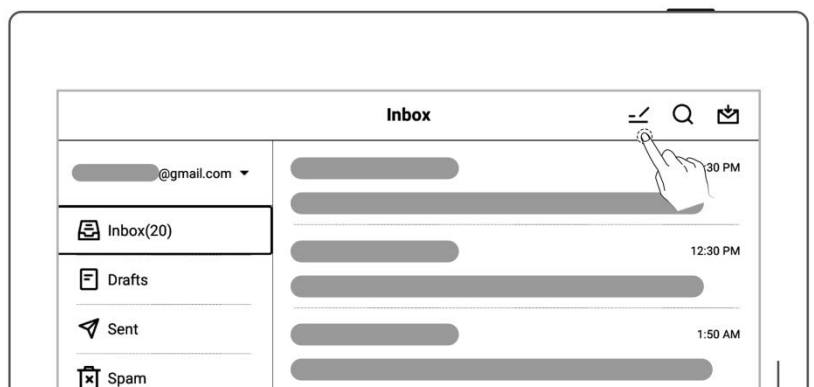 Inbox
@gmail.com
Inbox(20)
Drafts
Sent
Spam
:30 PM
12:30 PM
1:50 AM